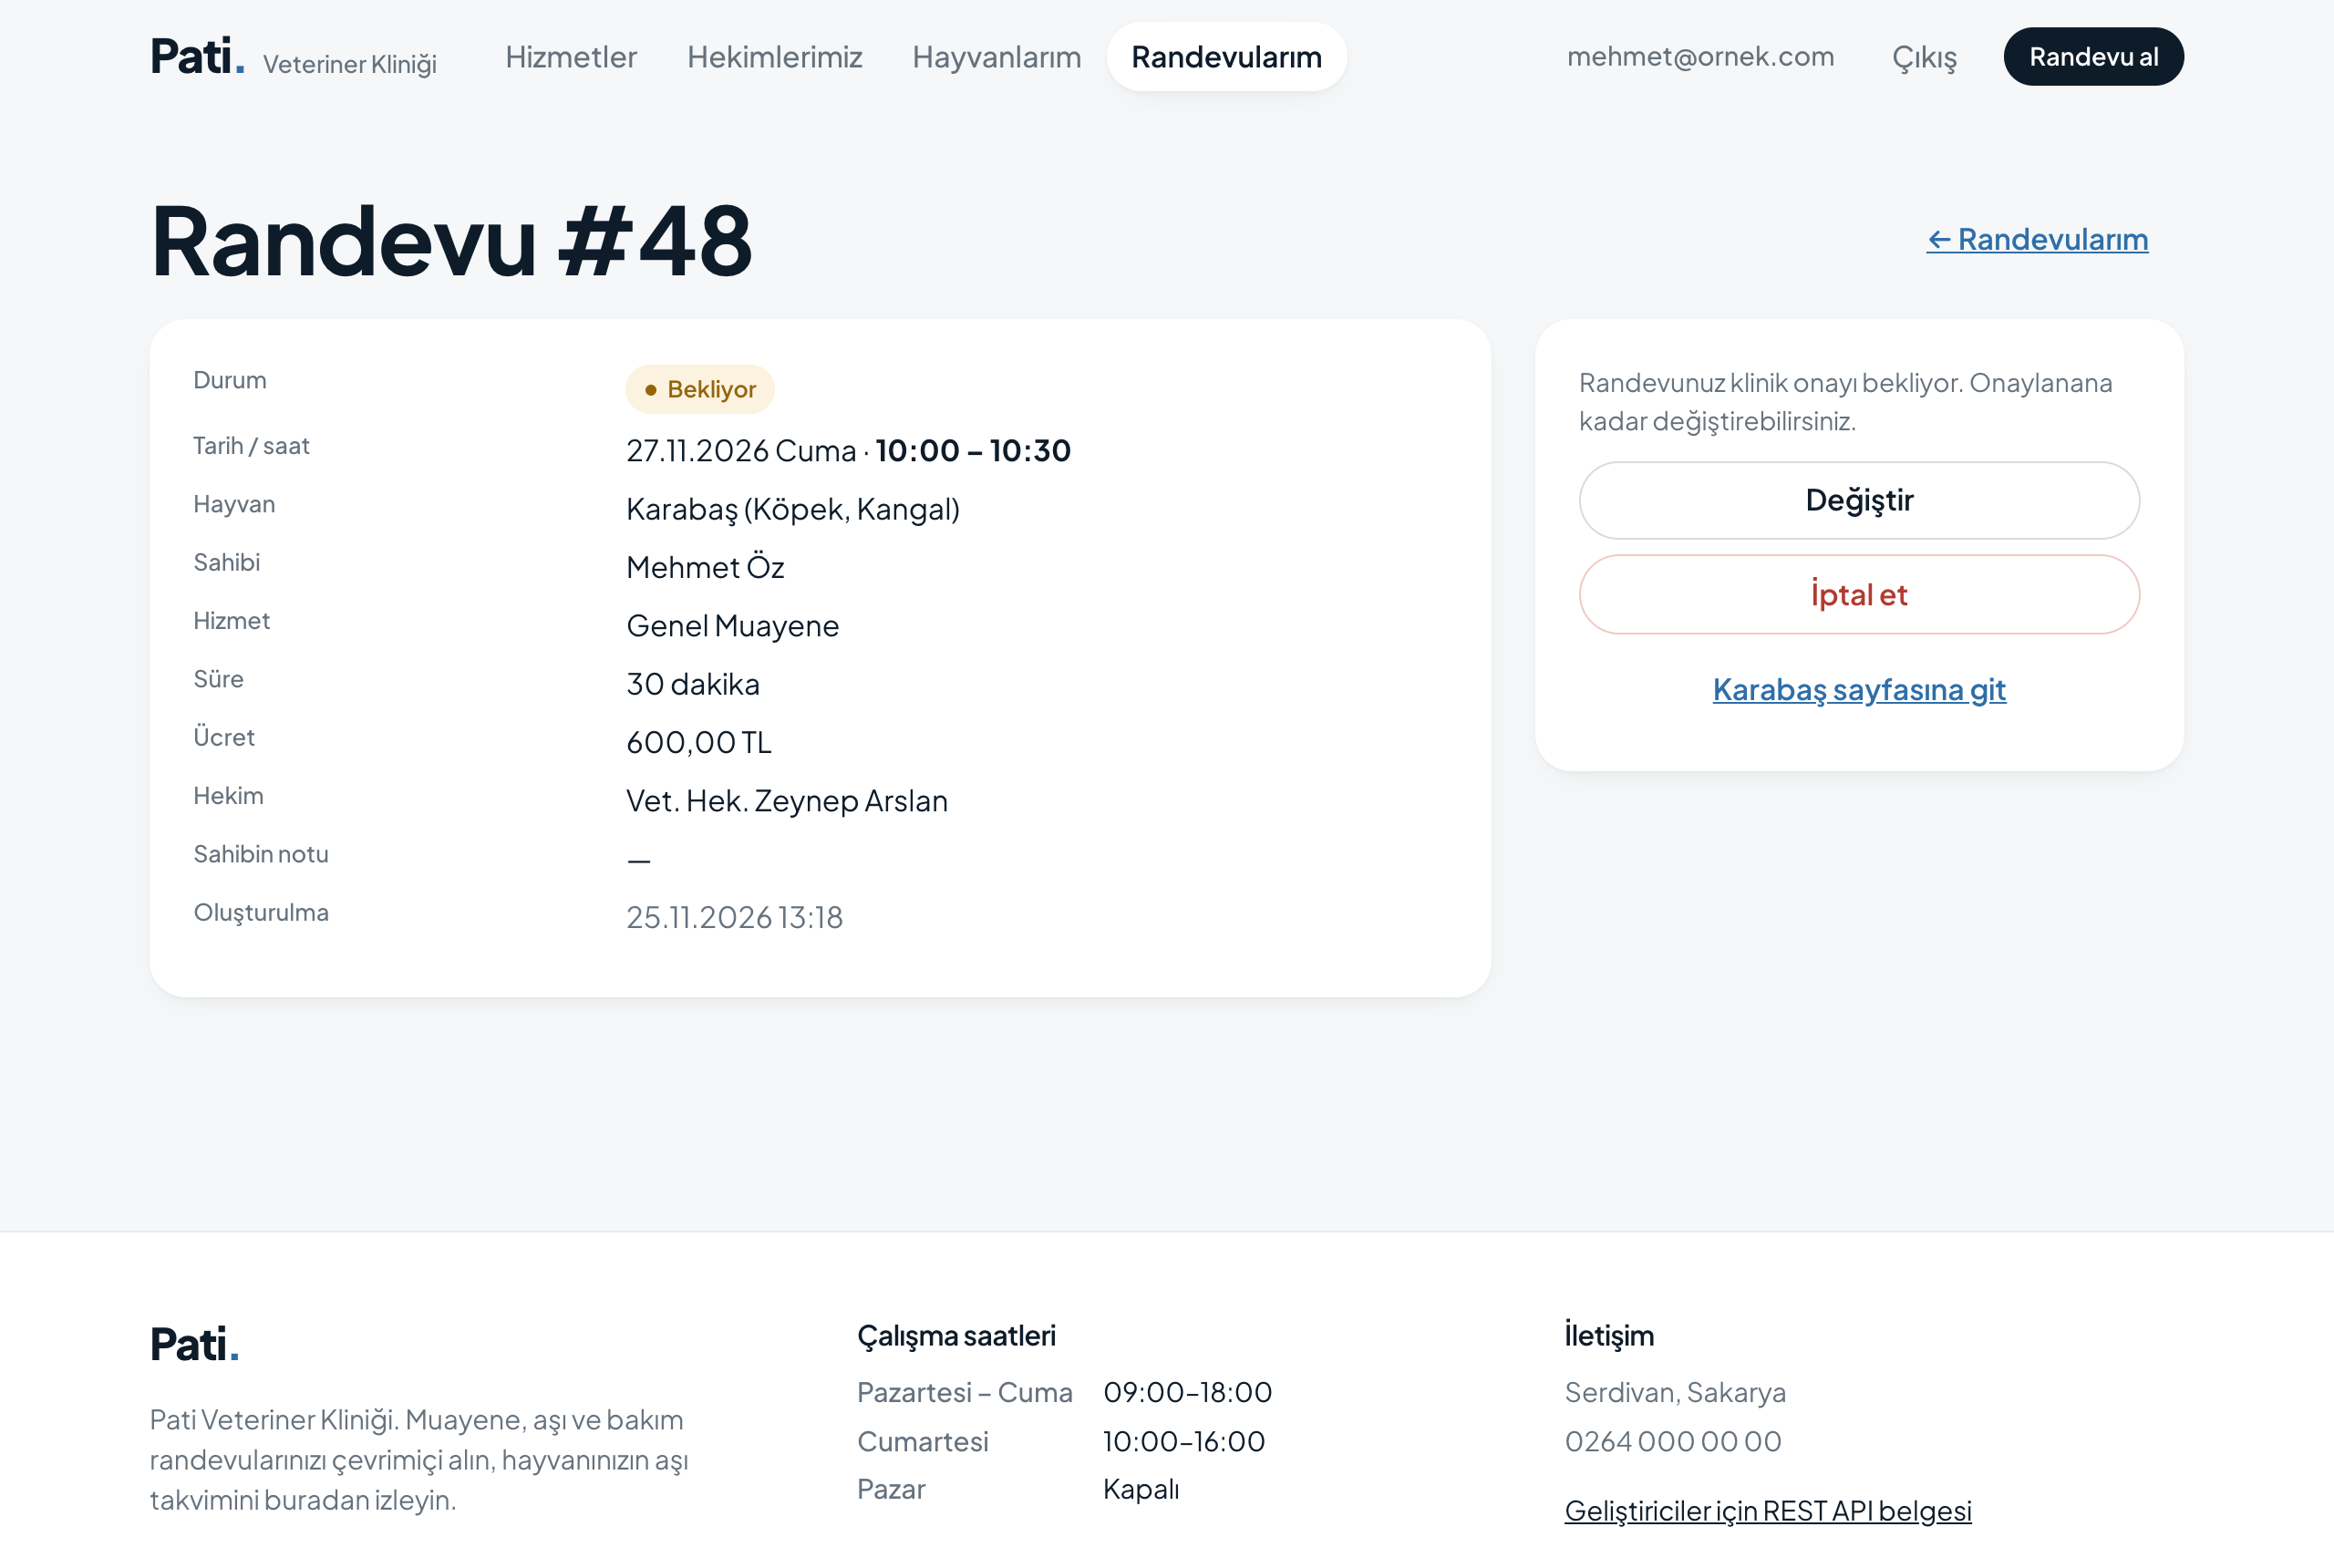 Pati. Veteriner Kliniği Hizmetler Hekimlerimiz Hayvanlarım Randevularım mehmet@ornek.com Çıkış Randevu al
Randevu #48
← Randevularım
Durum Bekliyor
Tarih / saat 27.11.2026 Cuma · 10:00 – 10:30
Hayvan Karabaş (Köpek, Kangal)
Sahibi Mehmet Öz
Hizmet Genel Muayene
Süre 30 dakika
Ücret 600,00 TL
Hekim Vet. Hek. Zeynep Arslan
Sahibin notu —
Oluşturulma 25.11.2026 13:18
Randevunuz klinik onayı bekliyor. Onaylanana
kadar değiştirebilirsiniz.
Değiştir
İptal et
Karabaş sayfasına git
Pati.
Pati Veteriner Kliniği. Muayene, aşı ve bakım
randevularınızı çevrimiçi alın, hayvanınızın aşı
takvimini buradan izleyin.
Çalışma saatleri
Pazartesi – Cuma 09:00–18:00
Cumartesi 10:00–16:00
Pazar Kapalı
İletişim
Serdivan, Sakarya
0264 000 00 00
Geliştiriciler için REST API belgesi